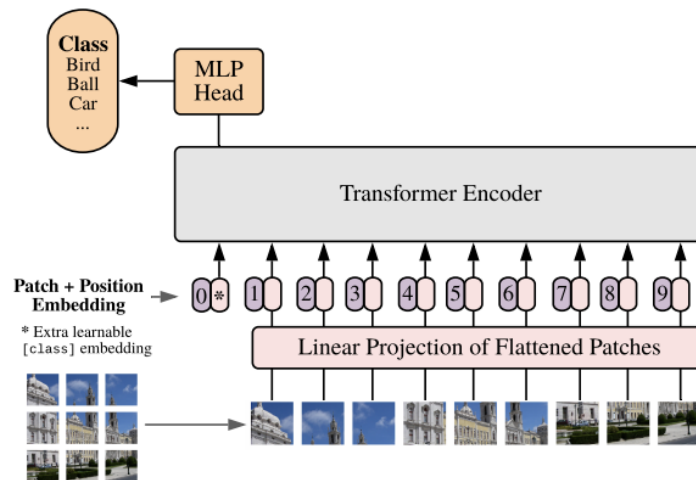 Class
Bird
Ball
Car
...
MLP
Head
Transformer Encoder
Patch + Position
Embedding
0 * 1 2 3 4 5 6 7 8 9
* Extra learnable
[class] embedding
Linear Projection of Flattened Patches